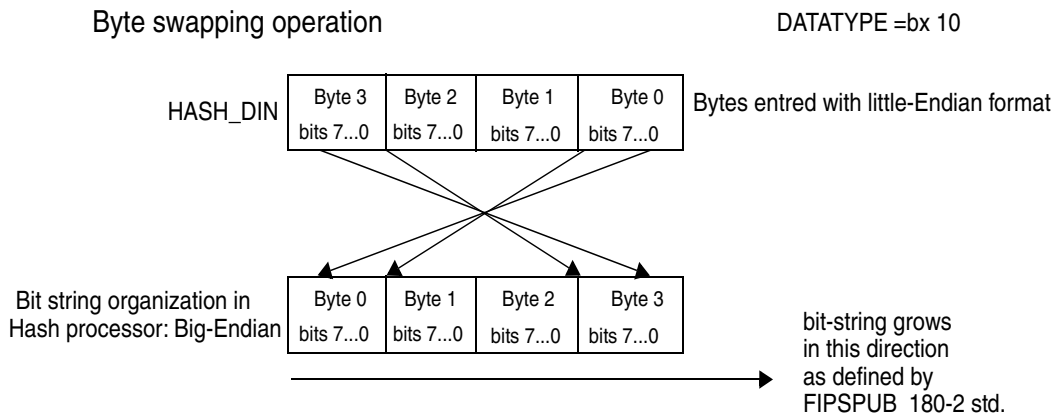 Byte swapping operation
DATATYPE =bx 10
HASH_DIN
Byte 3 Byte 2 Byte 1 Byte 0
bits 7...0 bits 7...0 bits 7...0 bits 7...0
Bytes entred with little-Endian format
Bit string organization in
Hash processor: Big-Endian
Byte 0 Byte 1 Byte 2 Byte 3
bits 7...0 bits 7...0 bits 7...0 bits 7...0
bit-string grows
in this direction
as defined by
FIPSPUB 180-2 std.